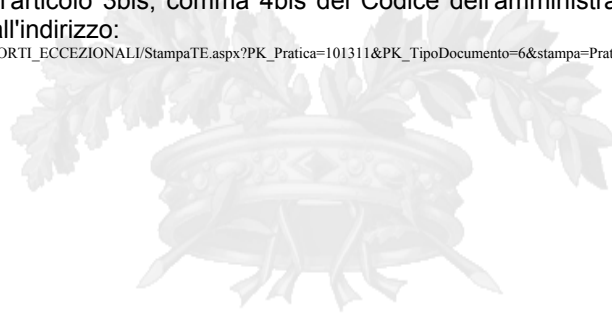 l'articolo 3bis, comma 4bis del Codice dell'amministra
all'indirizzo:
ORTI_ECCEZIONALI/StampaTE.aspx?PK_Pratica=101311&PK_TipoDocumento=6&stampa=Prat